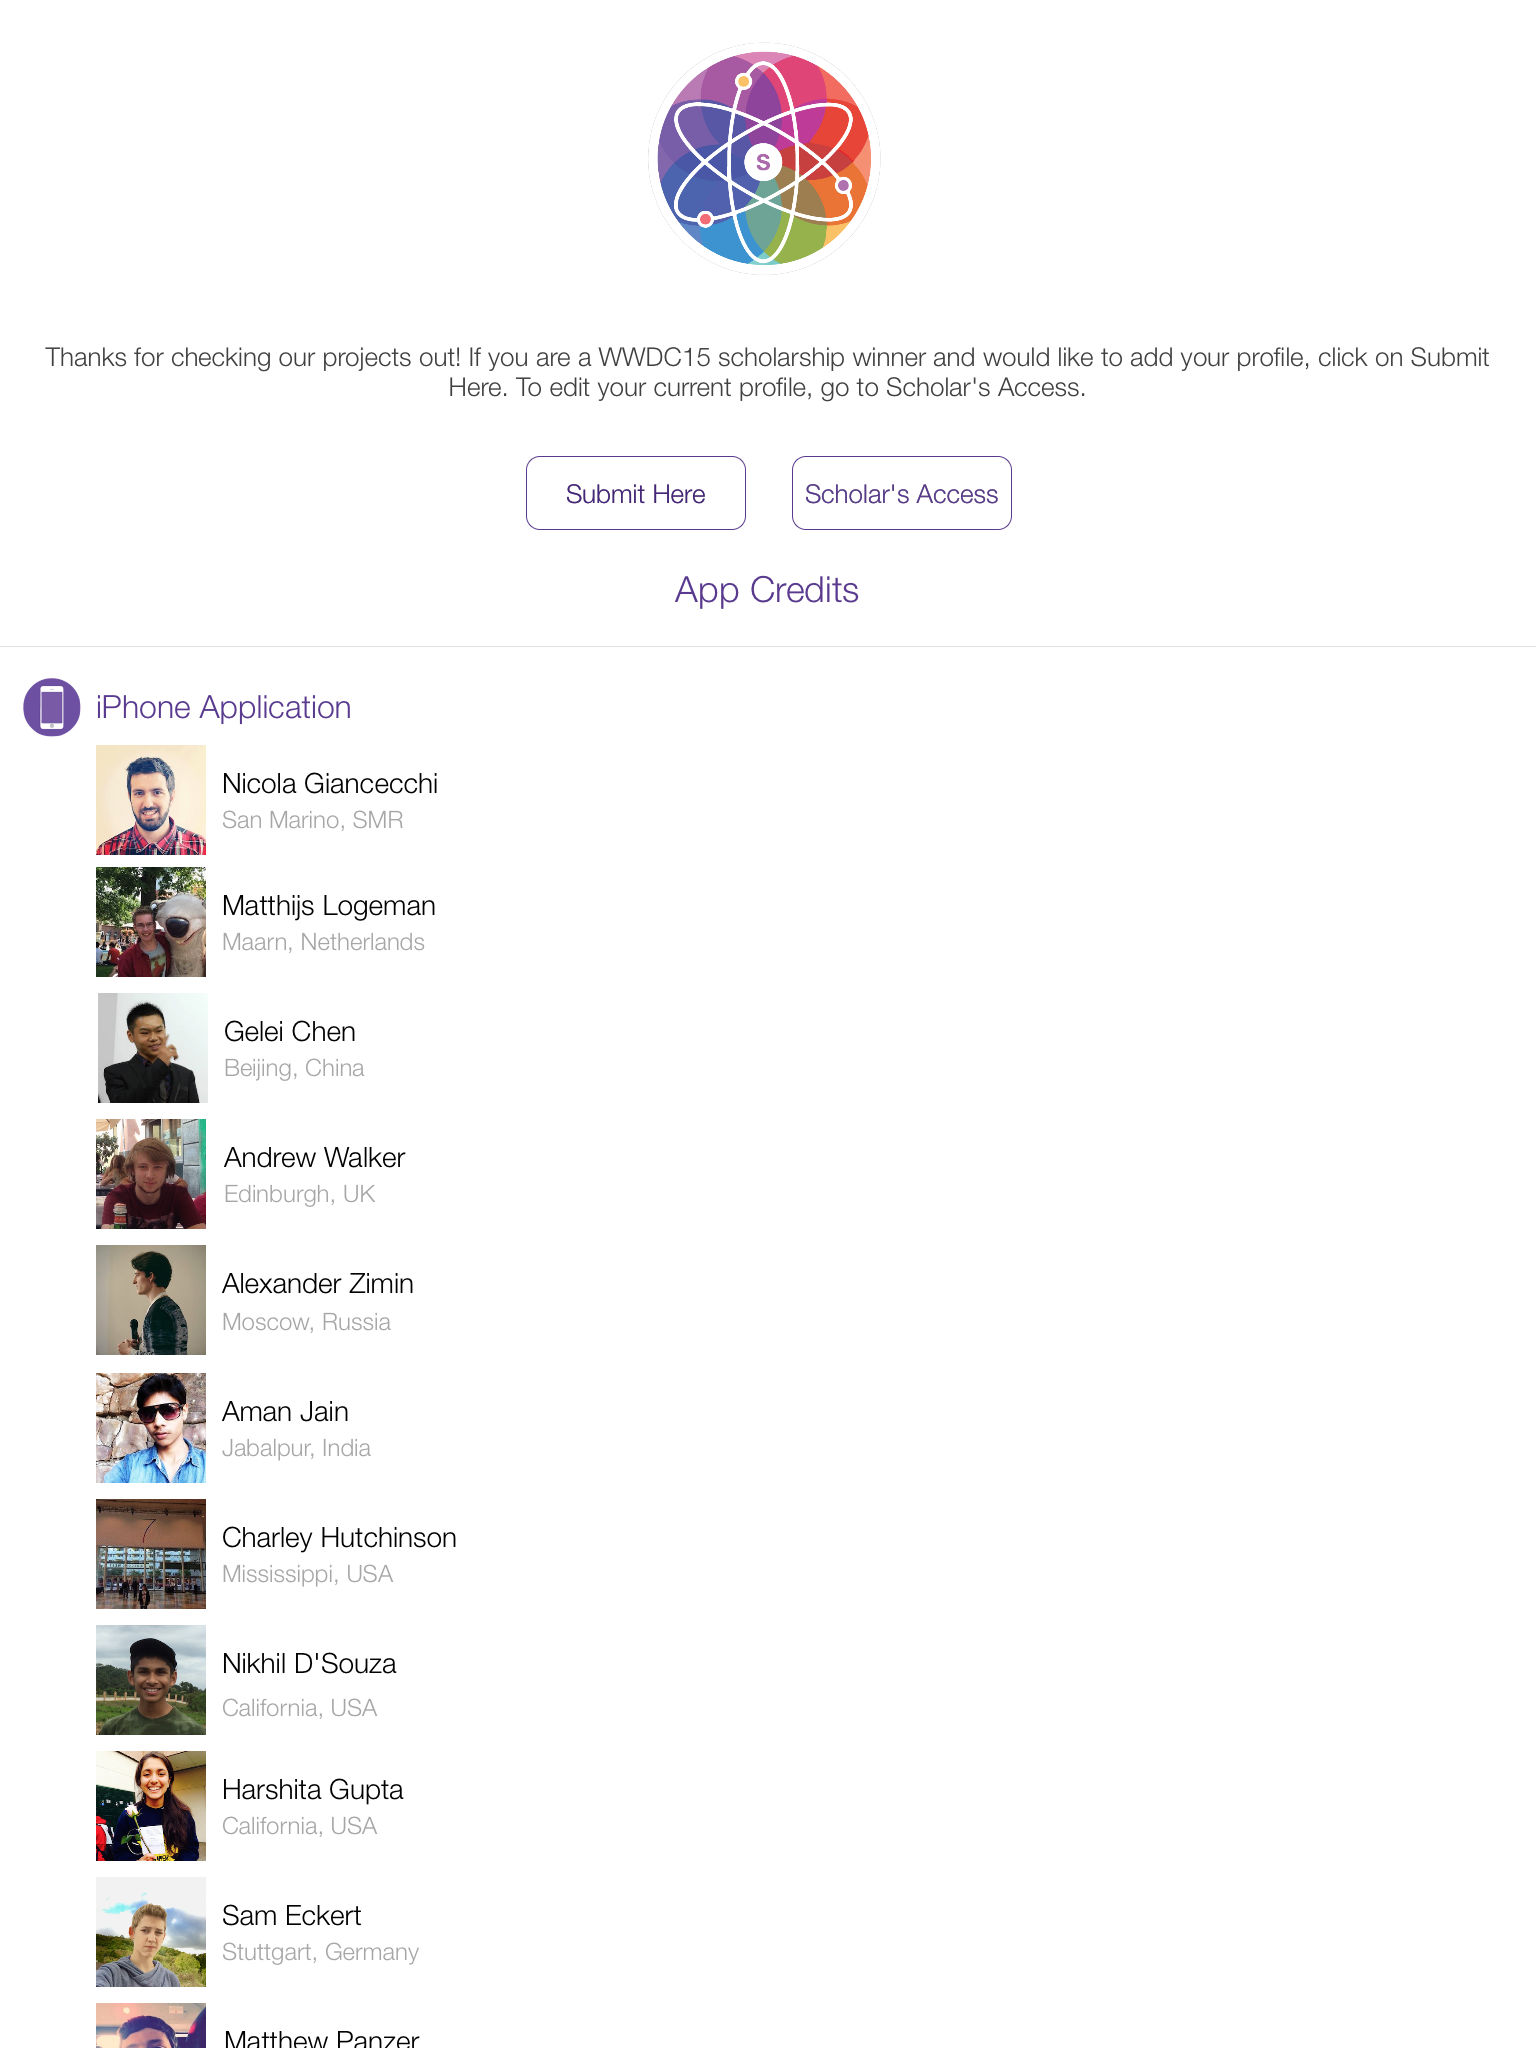 S
Thanks for checking our projects out! If you are a WWDC15 scholarship winner and would like to add your profile, click on Submit
Here. To edit your current profile, go to Scholar's Access.
Submit Here
Scholar's Access
App Credits
iPhone Application
Nicola Giancecchi
San Marino, SMR
Matthijs Logeman
Maarn, Netherlands
Gelei Chen
Beijing, China
Andrew Walker
Edinburgh, UK
Alexander Zimin
Moscow, Russia
Aman Jain
Jabalpur, India
7
Charley Hutchinson
Mississippi, USA
Nikhil D'Souza
California, USA
Harshita Gupta
California, USA
Sam Eckert
Stuttgart, Germany
Matthew Panzer